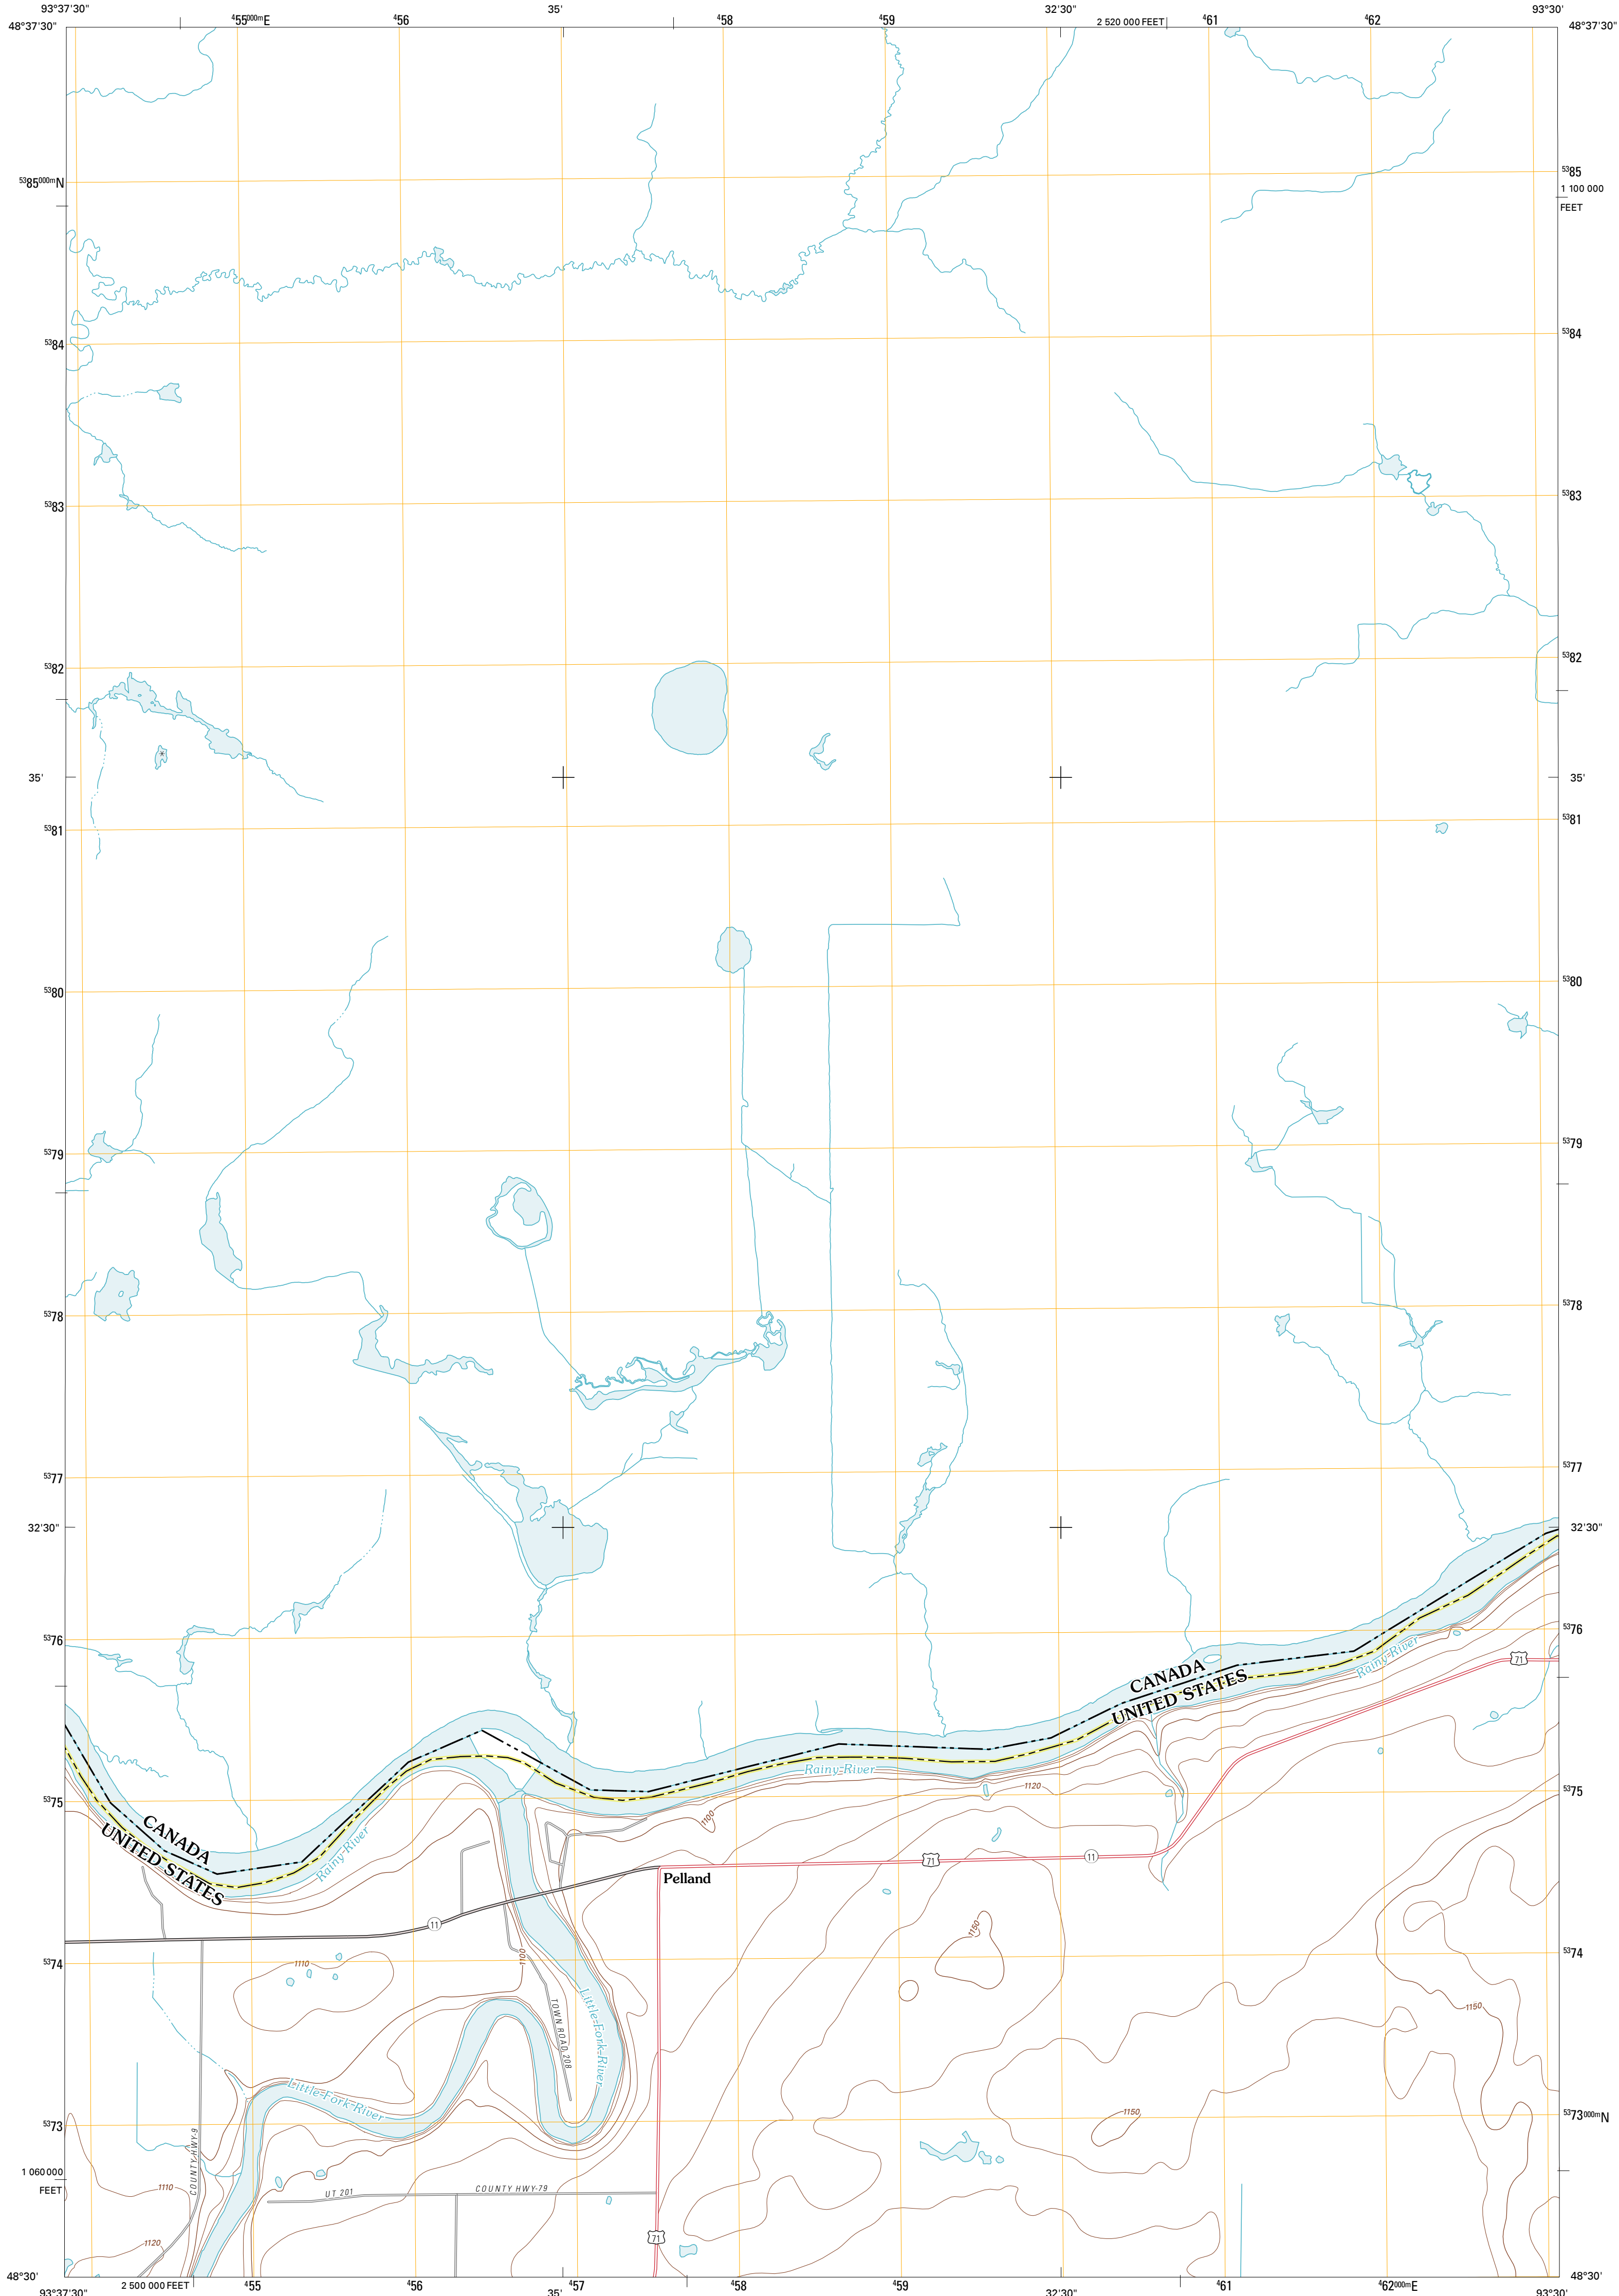 93°37'30"
⁴55⁰⁰⁰ᵐE
⁴56
35'
⁴58
⁴59
32'30"
2 520 000 FEET
⁴61
⁴62
93°30'
48°37'30"
48°37'30"
⁵³85⁰⁰⁰ᵐN
⁵³85
1 100 000
FEET
⁵³84
⁵³84
⁵³83
⁵³83
⁵³82
⁵³82
35'
35'
⁵³81
⁵³81
⁵³80
⁵³80
⁵³79
⁵³79
⁵³78
⁵³78
⁵³77
⁵³77
32'30"
32'30"
⁵³76
⁵³76
71
Rainy River
CANADA
UNITED STATES
Rainy River
1120
⁵³75
⁵³75
1100
CANADA
UNITED STATES
Rainy River
71
11
Pelland
11
1150
1100
⁵³74
⁵³74
1110
1150
TOWN ROAD 208
Little Fork River
Little Fork River
1150
⁵³73
⁵³73⁰⁰⁰ᵐN
COUNTY HWY 9
1 060 000
FEET
1110
UT 201
COUNTY HWY 79
1120
71
48°30'
48°30'
93°37'30"
2 500 000 FEET
⁴55
⁴56
35'
⁴57
⁴58
⁴59
32'30"
⁴61
⁴62⁰⁰⁰ᵐE
93°30'